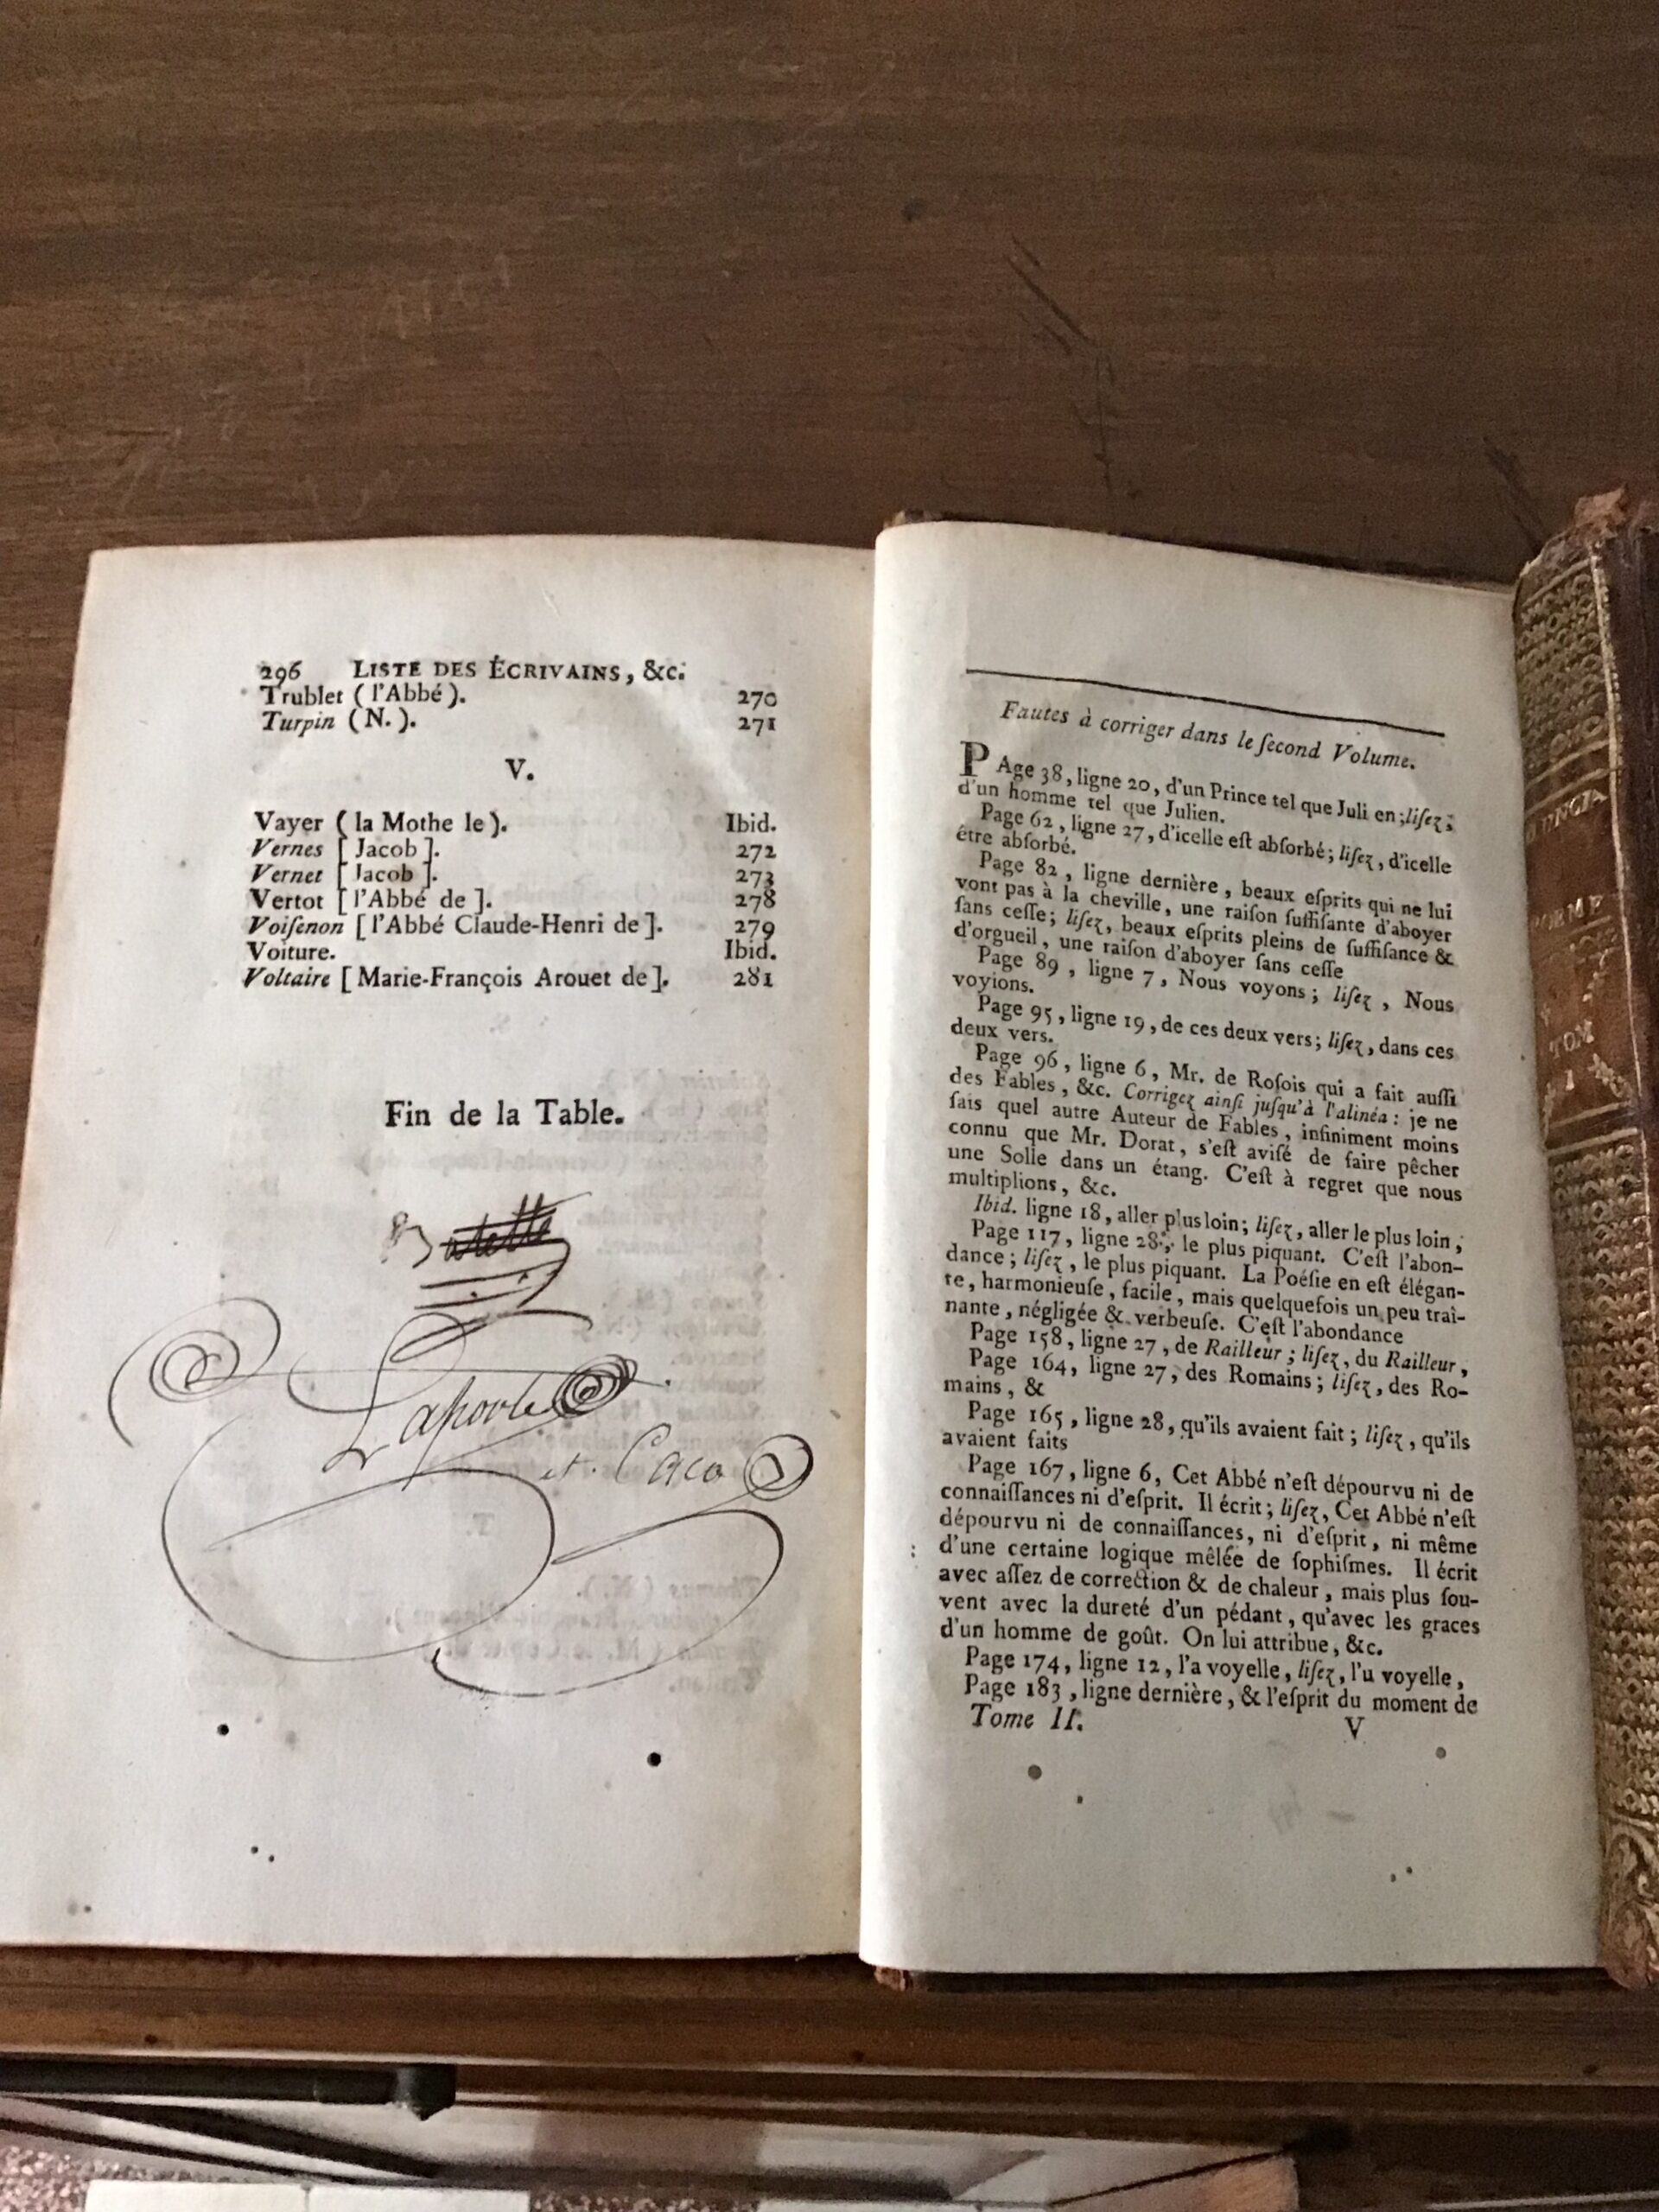 296 LISTE DES ÉCRIVAINS, &c.
Trublet (l'Abbé). 270
Turpin (N.). 271
V.
Vayer (la Mothe le). Ibid.
Vernes [Jacob]. 272
Vernet [Jacob]. 273
Vertot [l'Abbé de]. 278
Voiſenon [l'Abbé Claude-Henri de]. 279
Voiture. Ibid.
Voltaire [Marie-François Arouet de]. 281
Fin de la Table.
Laporte
et. Caca
Fautes à corriger dans le ſecond Volume.
PAge 38, ligne 20, d'un Prince tel que Juli en; liſez,
d'un homme tel que Julien.
Page 62, ligne 27, d'icelle eſt abſorbé; liſez, d'icelle
être abſorbé.
Page 82, ligne dernière, beaux eſprits qui ne lui
vont pas à la cheville, une raiſon ſuffiſante d'aboyer
ſans ceſſe; liſez, beaux eſprits pleins de ſuffiſance &
d'orgueil, une raiſon d'aboyer ſans ceſſe
Page 89, ligne 7, Nous voyons; liſez, Nous
voyions.
Page 95, ligne 19, de ces deux vers; liſez, dans ces
deux vers.
Page 96, ligne 6, Mr. de Roſois qui a fait auſſi
des Fables, &c. Corrigez ainſi juſqu'à l'alinéa: je ne
ſais quel autre Auteur de Fables, infiniment moins
connu que Mr. Dorat, s'eſt aviſé de faire pêcher
une Solle dans un étang. C'eſt à regret que nous
multiplions, &c.
Ibid. ligne 18, aller plus loin; liſez, aller le plus loin;
Page 117, ligne 28, le plus piquant. C'eſt l'abon-
dance; liſez, le plus piquant. La Poéſie en eſt élégan-
te, harmonieuſe, facile, mais quelquefois un peu traî-
nante, négligée & verbeuſe. C'eſt l'abondance
Page 158, ligne 27, de Railleur; liſez, du Railleur,
Page 164, ligne 27, des Romains; liſez, des Ro-
mains, &
Page 165, ligne 28, qu'ils avaient fait; liſez, qu'ils
avaient faits
Page 167, ligne 6, Cet Abbé n'eſt dépourvu ni de
connaiſſances ni d'eſprit. Il écrit; liſez, Cet Abbé n'eſt
dépourvu ni de connaiſſances, ni d'eſprit, ni même
d'une certaine logique mêlée de ſophiſmes. Il écrit
avec aſſez de correction & de chaleur, mais plus ſou-
vent avec la dureté d'un pédant, qu'avec les graces
d'un homme de goût. On lui attribue, &c.
Page 174, ligne 12, l'a voyelle, liſez, l'u voyelle,
Page 183, ligne dernière, & l'eſprit du moment de
Tome II. V
TOM